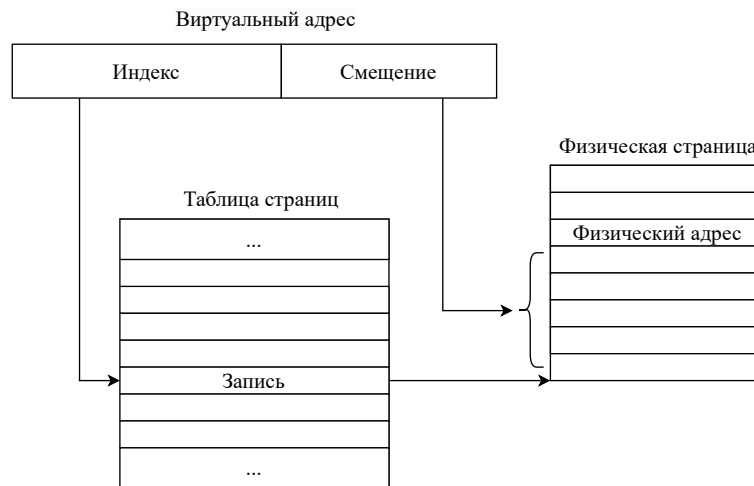 Виртуальный адрес
Индекс
Смещение
Физическая страница
Таблица страниц
...
Физический адрес
Запись
...